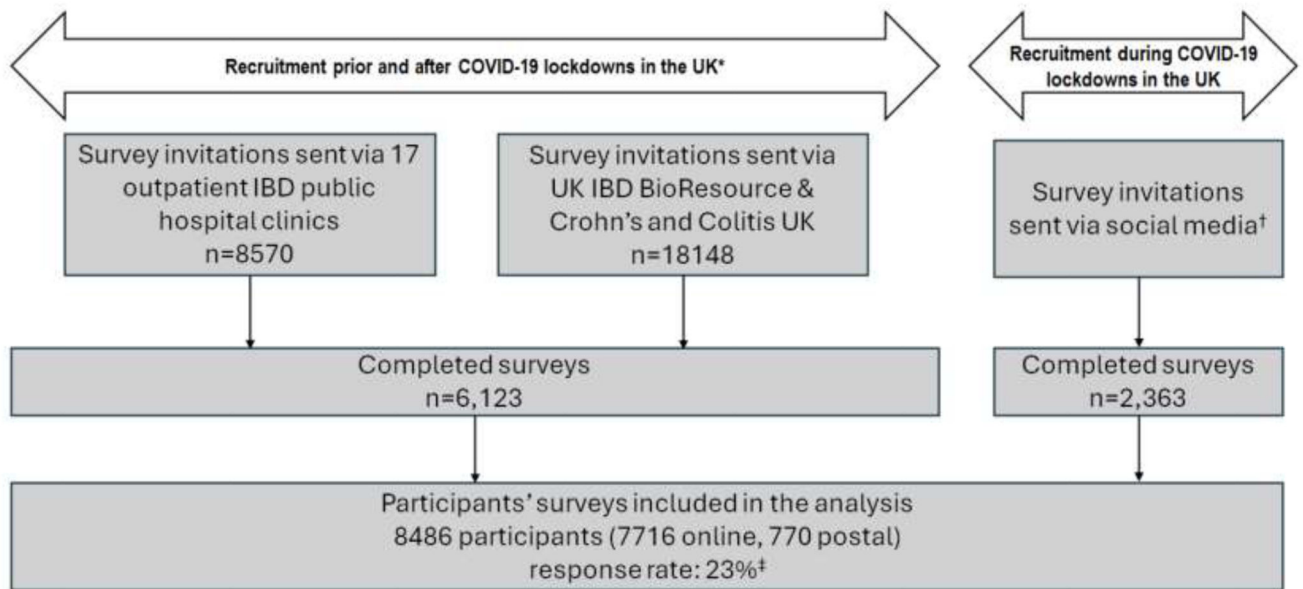 Recruitment prior and after COVID-19 lockdowns in the UK*
Recruitment during COVID-19
lockdowns in the UK
Survey invitations sent via 17
outpatient IBD public
hospital clinics
n=8570
Survey invitations sent via
UK IBD BioResource &
Crohn's and Colitis UK
n=18148
Survey invitations
sent via social media†
Completed surveys
n=6,123
Completed surveys
n=2,363
Participants' surveys included in the analysis
8486 participants (7716 online, 770 postal)
response rate: 23%‡